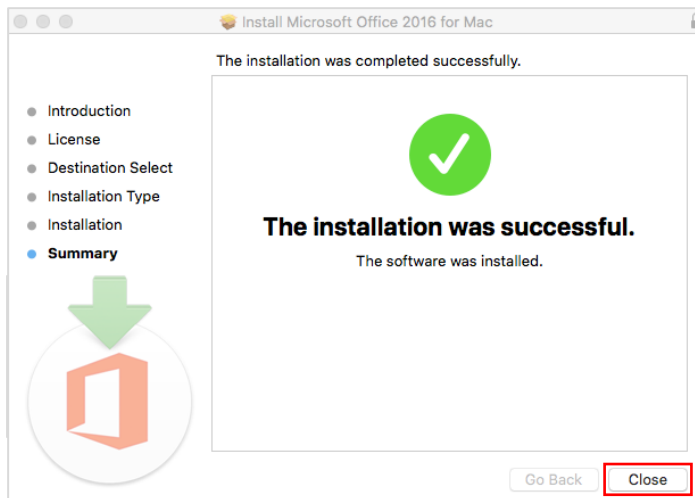 Install Microsoft Office 2016 for Mac
The installation was completed successfully.
Introduction
License
Destination Select
Installation Type
Installation
Summary
The installation was successful.
The software was installed.
Go Back
Close